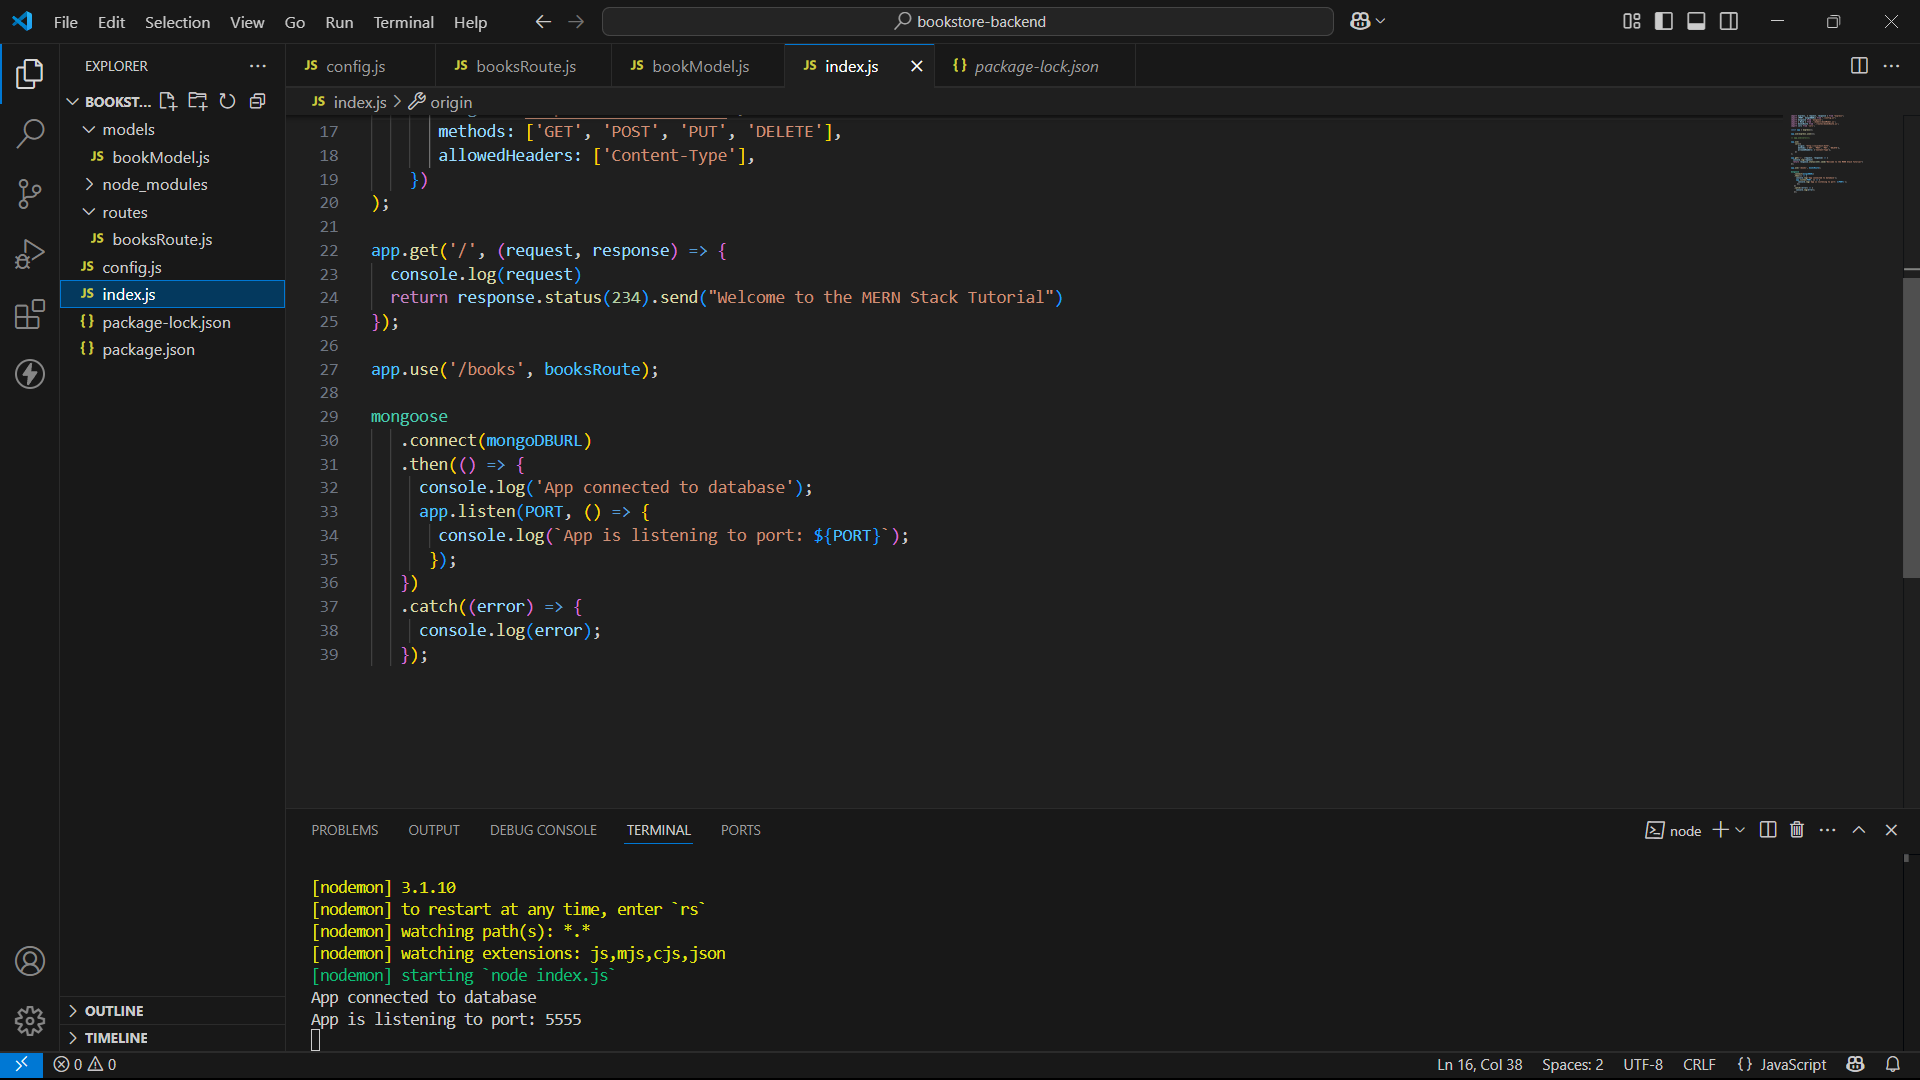 File Edit Selection View Go Run Terminal Help
bookstore-backend
EXPLORER
BOOKST...
models
JS bookModel.js
node_modules
routes
JS booksRoute.js
JS config.js
JS index.js
{} package-lock.json
{} package.json
OUTLINE
TIMELINE
JS config.js
JS booksRoute.js
JS bookModel.js
JS index.js
{} package-lock.json
JS index.js > origin
17 methods: ['GET', 'POST', 'PUT', 'DELETE'],
18 allowedHeaders: ['Content-Type'],
19 })
20 );
21
22 app.get('/', (request, response) => {
23 console.log(request)
24 return response.status(234).send("Welcome to the MERN Stack Tutorial")
25 });
26
27 app.use('/books', booksRoute);
28
29 mongoose
30 .connect(mongoDBURL)
31 .then(() => {
32 console.log('App connected to database');
33 app.listen(PORT, () => {
34 console.log(`App is listening to port: ${PORT}`);
35 });
36 })
37 .catch((error) => {
38 console.log(error);
39 });
PROBLEMS OUTPUT DEBUG CONSOLE TERMINAL PORTS
node
[nodemon] 3.1.10
[nodemon] to restart at any time, enter `rs`
[nodemon] watching path(s): *.*
[nodemon] watching extensions: js,mjs,cjs,json
[nodemon] starting `node index.js`
App connected to database
App is listening to port: 5555
0 0
Ln 16, Col 38 Spaces: 2 UTF-8 CRLF {} JavaScript